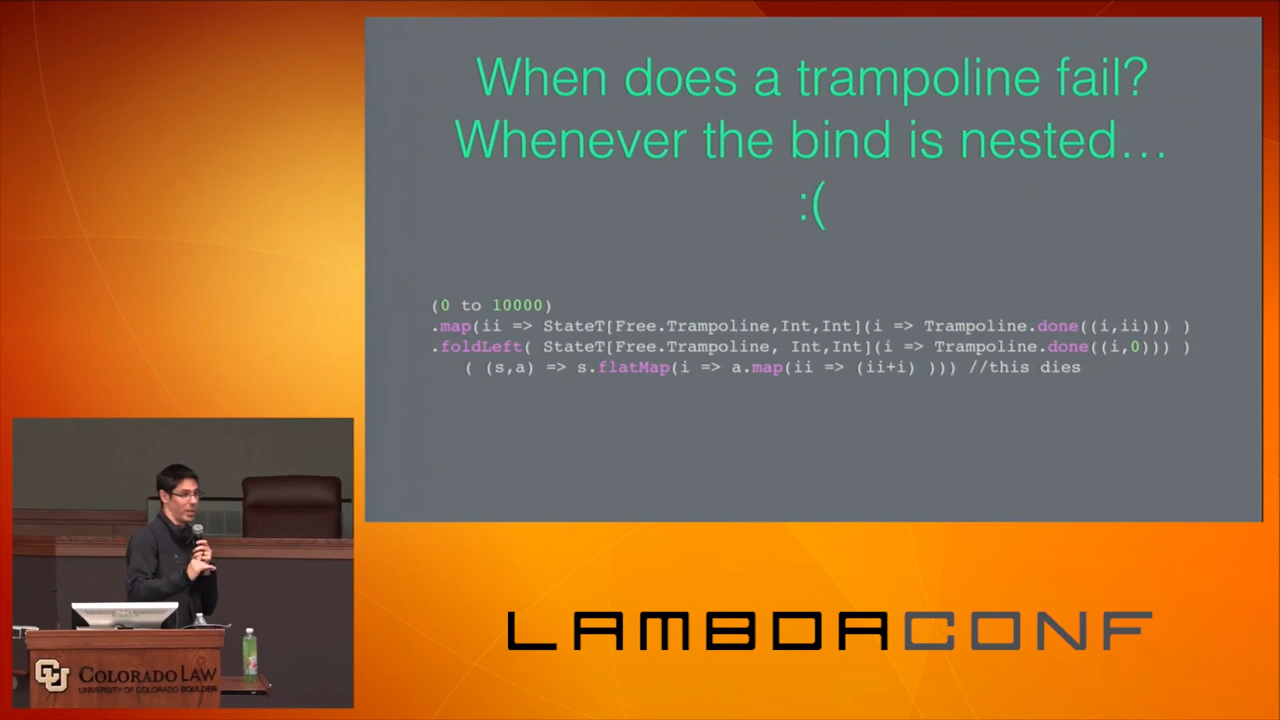 When does a trampoline fail?
Whenever the bind is nested…
:(
(0 to 10000)
.map(ii => StateT[Free.Trampoline,Int,Int](i => Trampoline.done((i,ii))) )
.foldLeft( StateT[Free.Trampoline, Int,Int](i => Trampoline.done((i,0))) )
( (s,a) => s.flatMap(i => a.map(ii => (ii+i) ))) //this dies
CU COLORADO LAW
UNIVERSITY OF COLORADO BOULDER
LAMBDACONF